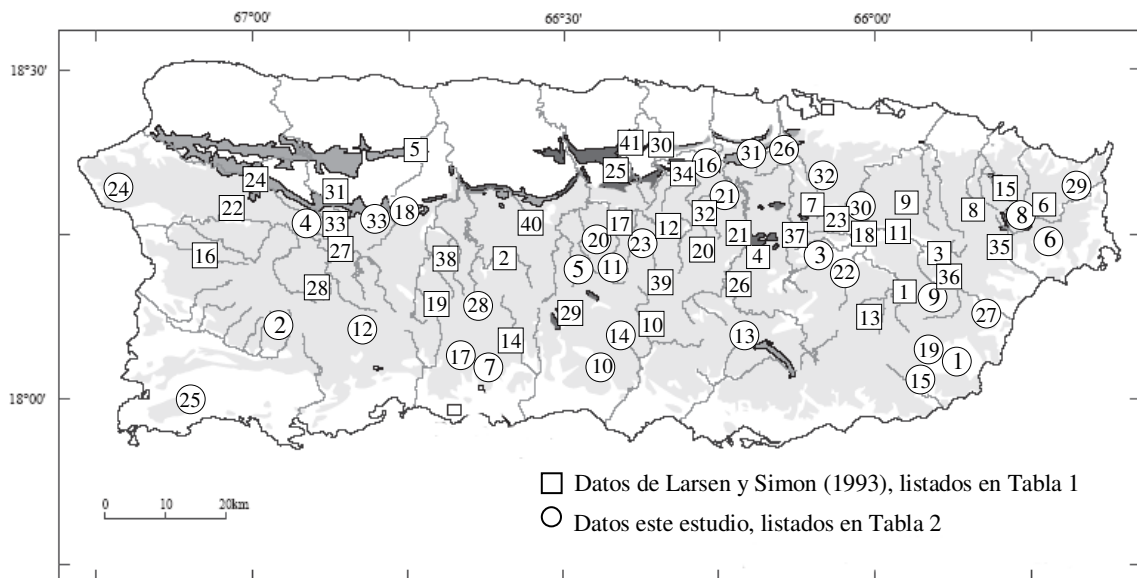 67°00' 66°30' 66°00'
18°30'
41 30 5 34 16 31 26
25 24 31 24 32 15 29
22 18 33 4 33 40 17 12 32 21 7 30 23 9 8 8 6
27 16 38 2 20 23 20 21 4 37 3 18 11 3 35 6
5 11 39 26 22 1 36 9
28 19 28 29 10 13 27
2 12 14 14 13 19 1
17 7 10 15
18°00' 25
0 10 20km
Datos de Larsen y Simon (1993), listados en Tabla 1
Datos este estudio, listados en Tabla 2